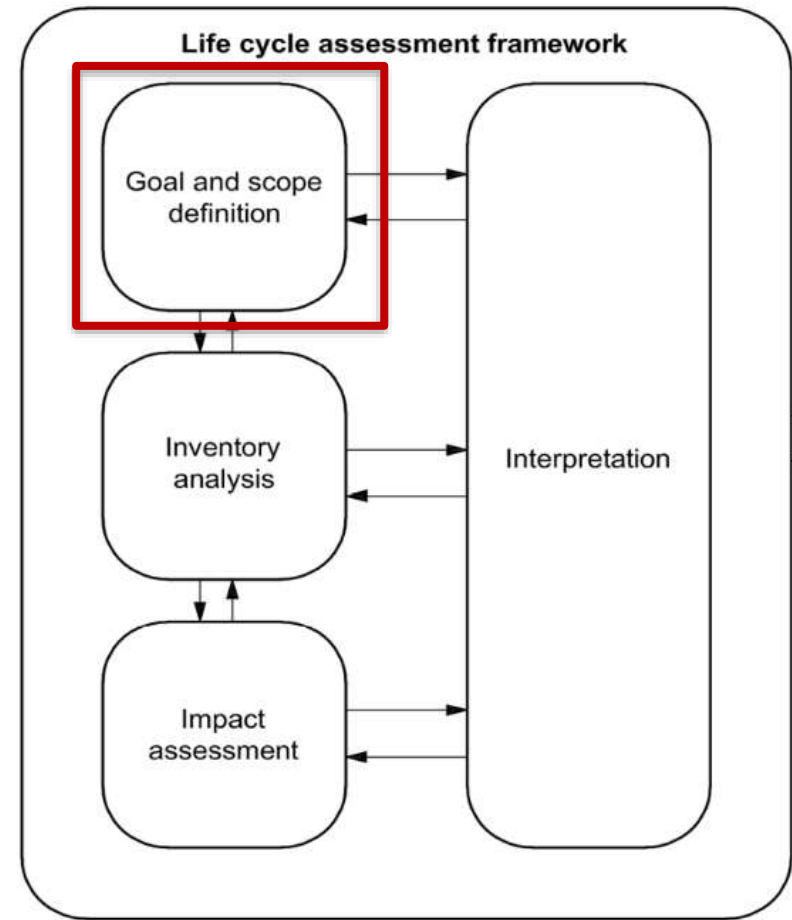 Life cycle assessment framework
Goal and scope
definition
Inventory
analysis
Interpretation
Impact
assessment